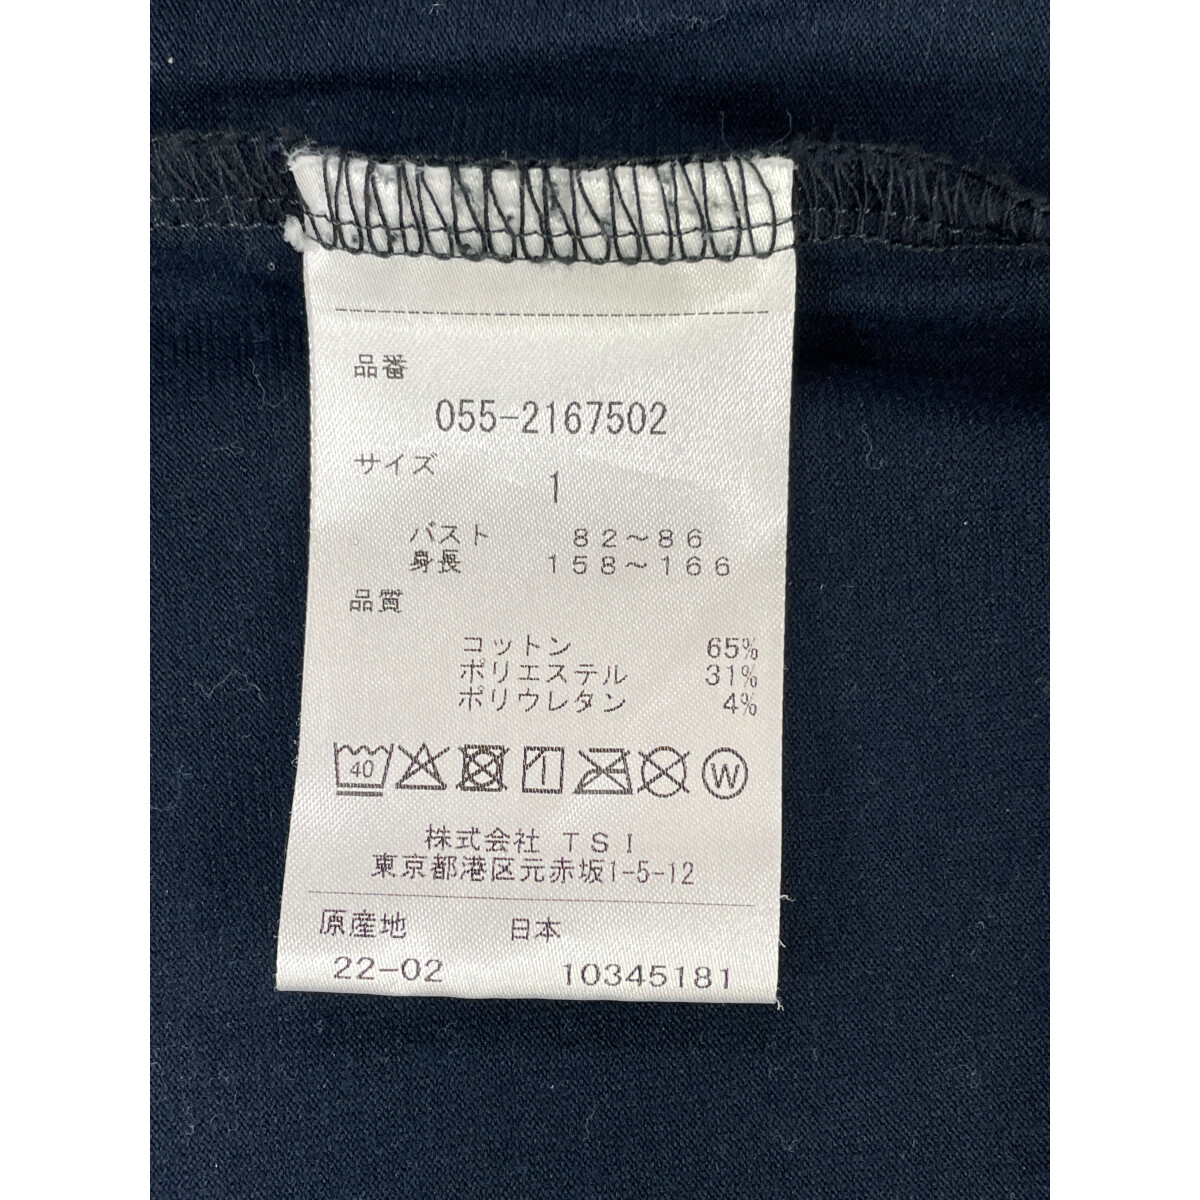 品番
055-2167502
サイズ
1
バスト 82〜86
身長 158〜166
品質
コットン 65%
ポリエステル 31%
ポリウレタン 4%
40 W
株式会社 TSI
東京都港区元赤坂1-5-12
原産地 日本
22-02 10345181